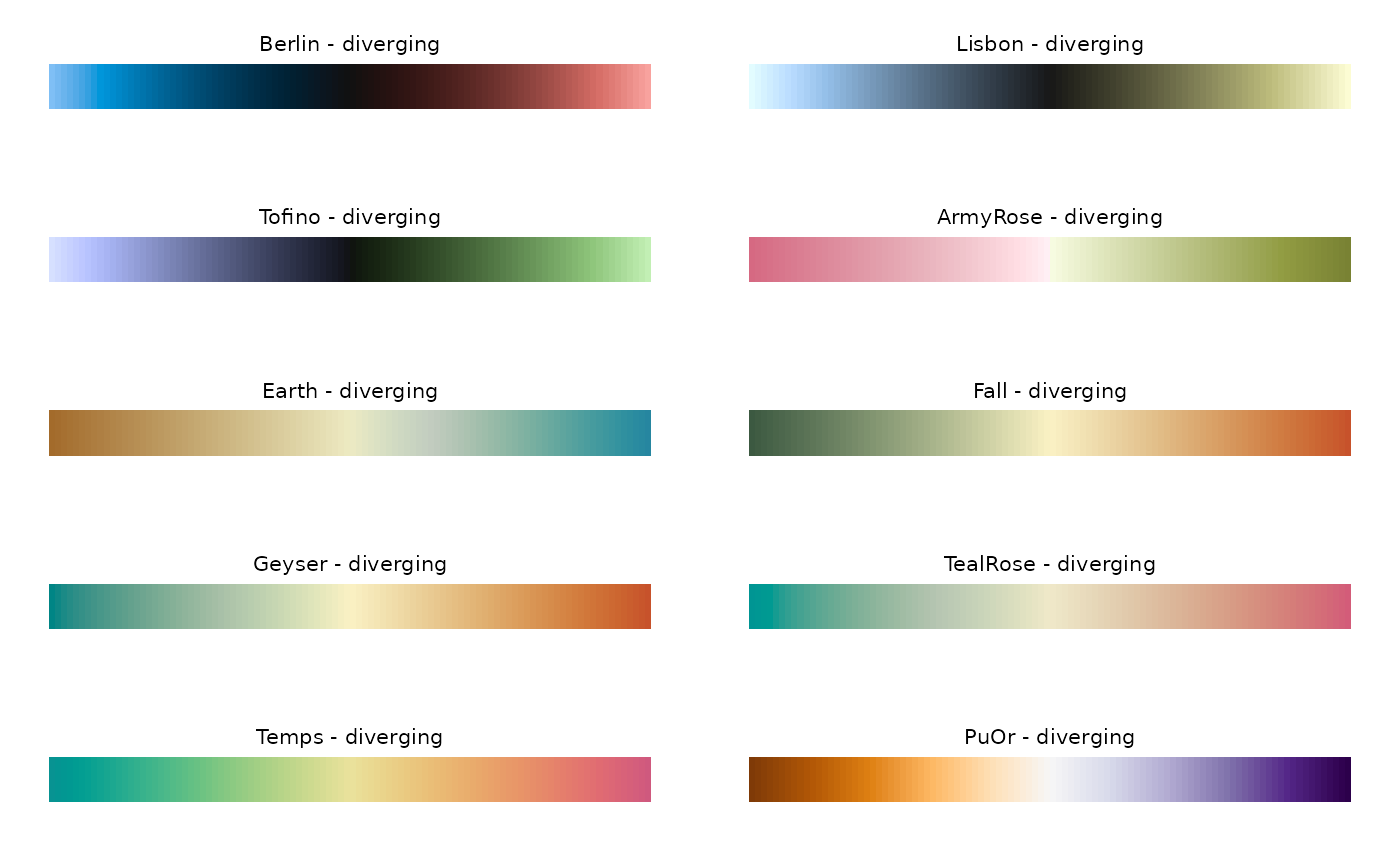 Berlin - diverging
Lisbon - diverging
Tofino - diverging
ArmyRose - diverging
Earth - diverging
Fall - diverging
Geyser - diverging
TealRose - diverging
Temps - diverging
PuOr - diverging